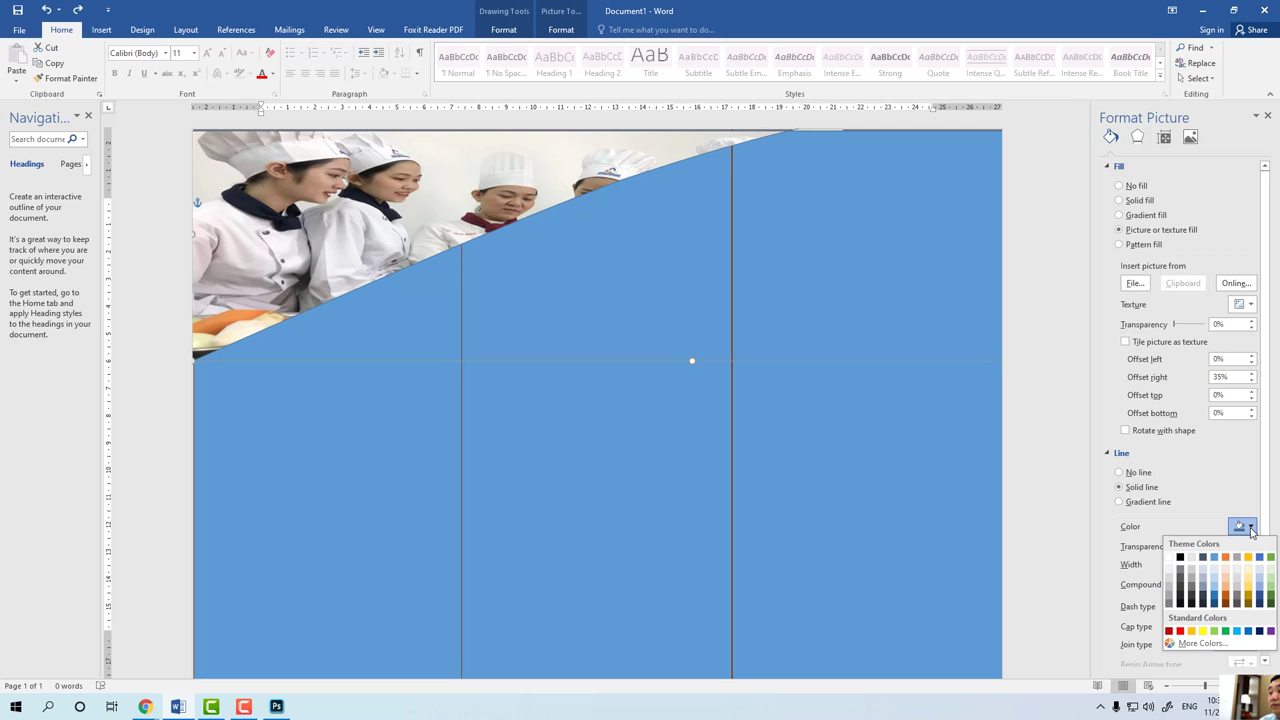 Drawing Tools
Picture To...
Document1 - Word
File
Home
Insert
Design
Layout
References
Mailings
Review
View
Foxit Reader PDF
Format
Format
Tell me what you want to do...
Sign in
Share
Paste
Cut
Copy
Format Painter
Calibri (Body)
11
AaBbCcDc
AaBbCcDc
AaBbCc
AaBbCcC
AaB
AaBbCcC
AaBbCcDc
AaBbCcDc
AaBbCcDc
AaBbCcDc
AaBbCcDc
AaBbCcDc
AaBbCcDc
AaBbCcDc
AaBbCcDc
¶ Normal
¶ No Spac...
Heading 1
Heading 2
Title
Subtitle
Subtle Em...
Emphasis
Intense E...
Strong
Quote
Intense Q...
Subtle Ref...
Intense Re...
Book Title
Find
Replace
Select
Clipboard
Font
Paragraph
Styles
Editing
Navigati...
Search docume
Headings
Pages
Create an interactive
outline of your
document.
It's a great way to keep
track of where you are
or quickly move your
content around.
To get started, go to
the Home tab and
apply Heading styles
to the headings in your
document.
Format Picture
Fill
No fill
Solid fill
Gradient fill
Picture or texture fill
Pattern fill
Insert picture from
File...
Clipboard
Online...
Texture
Transparency
0%
Tile picture as texture
Offset left
0%
Offset right
35%
Offset top
0%
Offset bottom
0%
Rotate with shape
Line
No line
Solid line
Gradient line
Color
Transparenc
Width
Compound
Dash type
Cap type
Join type
Begin Arrow type
Theme Colors
Standard Colors
More Colors...
Page 1 of 1
0 words
ENG